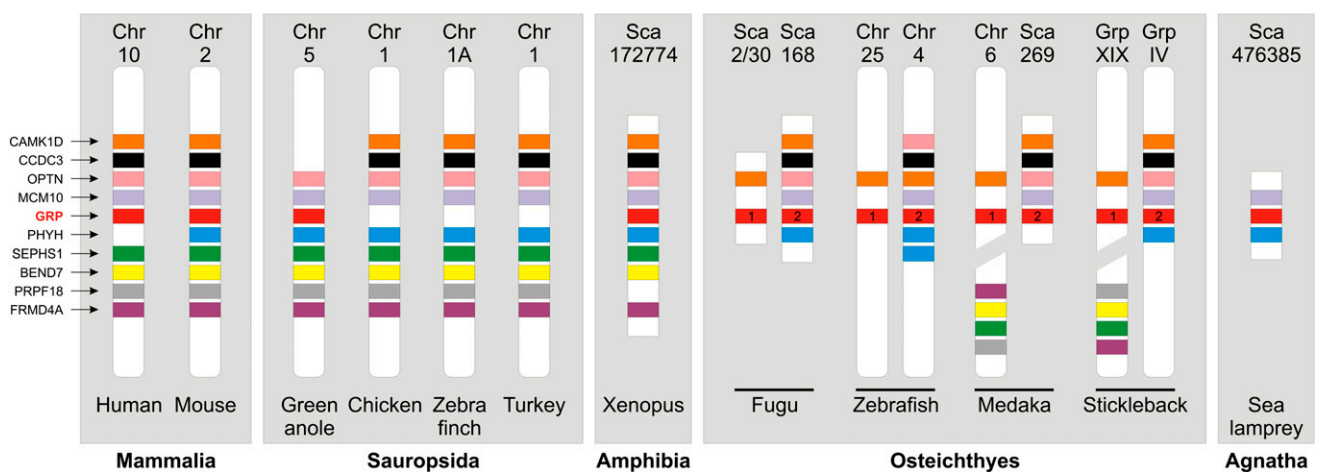 Chr 10
Chr 2
Chr 5
Chr 1
Chr 1A
Chr 1
Sca 172774
Sca 2/30
Sca 168
Chr 25
Chr 4
Chr 6
Sca 269
Grp XIX
Grp IV
Sca 476385
CAMK1D
CCDC3
OPTN
MCM10
GRP
1 2 1 2 1 2 1 2
PHYH
SEPHS1
BEND7
PRPF18
FRMD4A
Human
Mouse
Green anole
Chicken
Zebra finch
Turkey
Xenopus
Fugu
Zebrafish
Medaka
Stickleback
Sea lamprey
Mammalia
Sauropsida
Amphibia
Osteichthyes
Agnatha